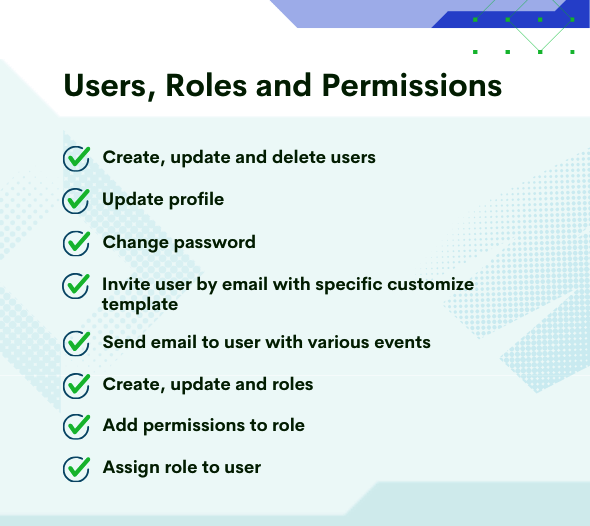 Users, Roles and Permissions
Create, update and delete users
Update profile
Change password
Invite user by email with specific customize
template
Send email to user with various events
Create, update and roles
Add permissions to role
Assign role to user